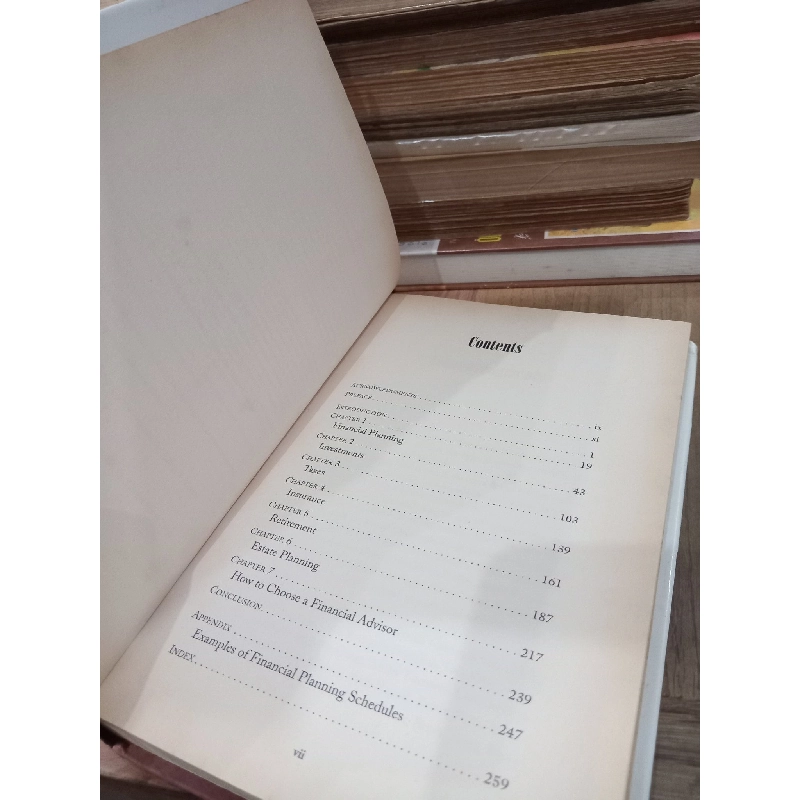 Contents
ACKNOWLEDGMENTS . . . . . ix
PREFACE . . . . . xi
INTRODUCTION . . . . . 1
CHAPTER 1 . . . . . 19
Financial Planning
CHAPTER 2 . . . . . 43
Investments
CHAPTER 3 . . . . . 103
Taxes
CHAPTER 4 . . . . . 139
Insurance
CHAPTER 5 . . . . . 161
Retirement
CHAPTER 6 . . . . . 187
Estate Planning
CHAPTER 7 . . . . . 217
How to Choose a Financial Advisor
CONCLUSION . . . . . 239
APPENDIX . . . . . 247
Examples of Financial Planning Schedules
INDEX . . . . . 259
vii